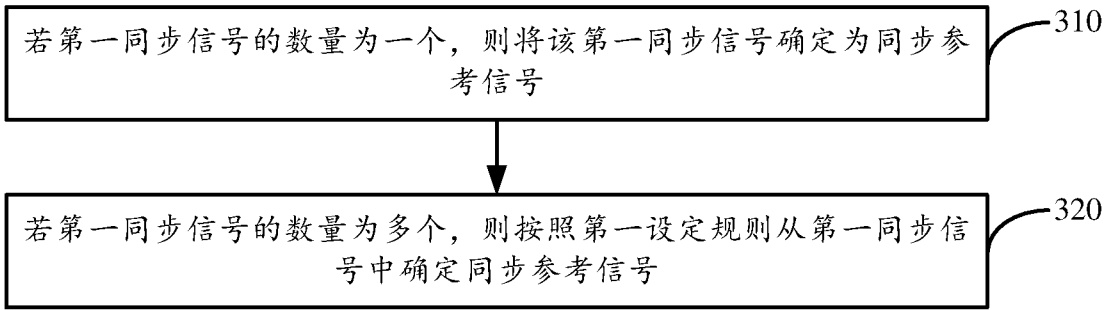 若第一同步信号的数量为一个，则将该第一同步信号确定为同步参
考信号
310
若第一同步信号的数量为多个，则按照第一设定规则从第一同步信
号中确定同步参考信号
320